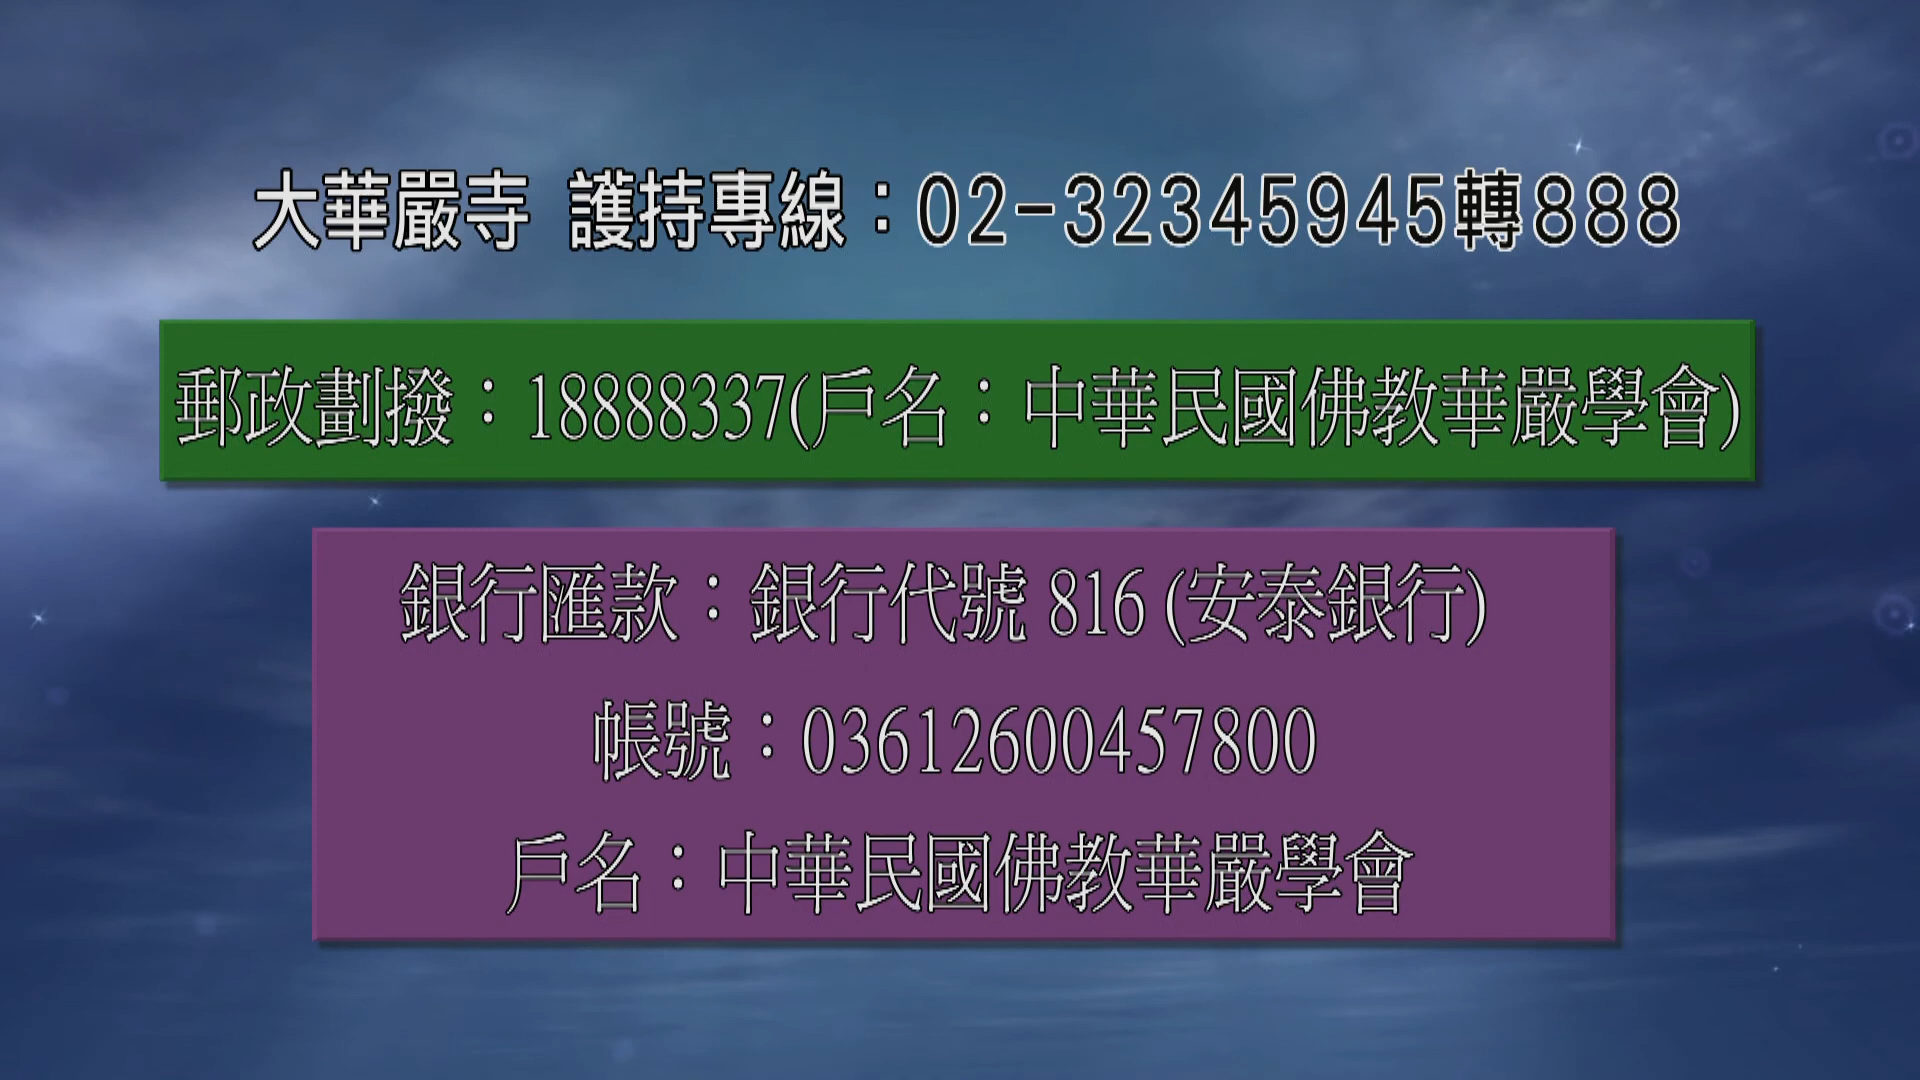 大華嚴寺 護持專線：02-32345945轉888
郵政劃撥：18888337(戶名：中華民國佛教華嚴學會)
銀行匯款：銀行代號 816 (安泰銀行)
帳號：03612600457800
戶名：中華民國佛教華嚴學會